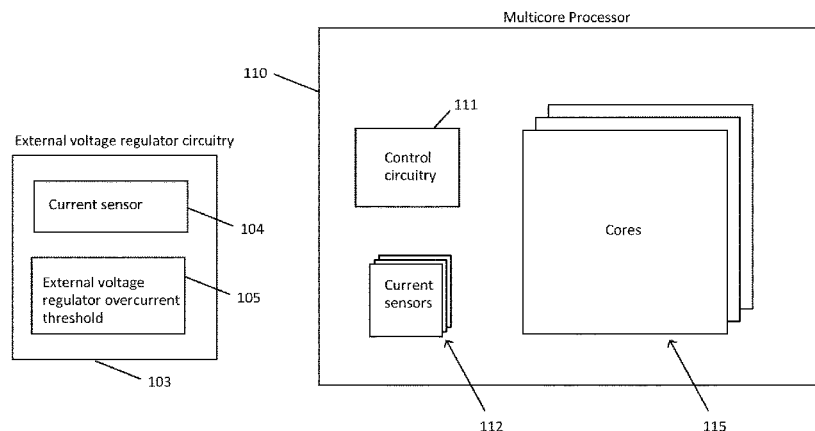 Multicore Processor
110
111
External voltage regulator circuitry
Control
circuitry
Current sensor
104
Cores
External voltage
regulator overcurrent
threshold
105
Current
sensors
103
112
115